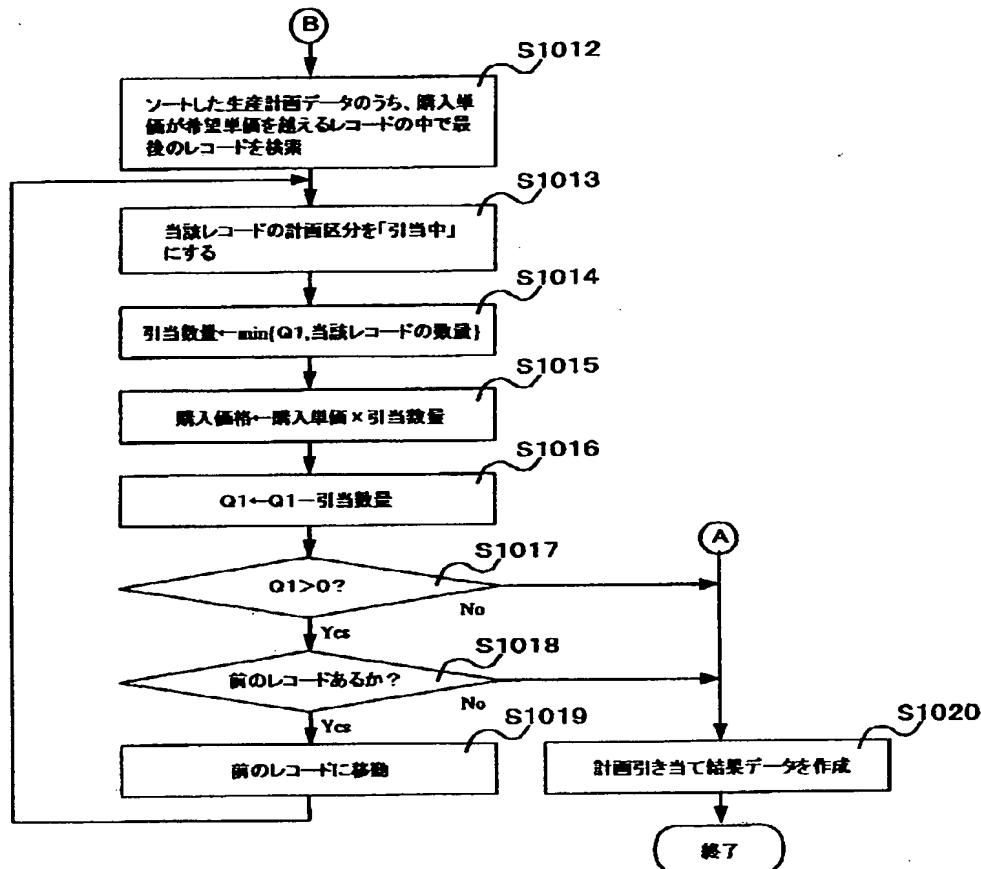 B
S1012
ソートした生産計画データのうち、購入単
価が希望単価を越えるレコードの中で最
後のレコードを検索
S1013
当該レコードの計画区分を「引当中」
にする
S1014
引当数量←min{Q1,当該レコードの数量}
S1015
購入価格←購入単価×引当数量
S1016
Q1←Q1－引当数量
A
S1017
Q1>0?
No
Yes
S1018
前のレコードあるか？
No
Yes
S1019
前のレコードに移動
S1020
計画引き当て結果データを作成
終了